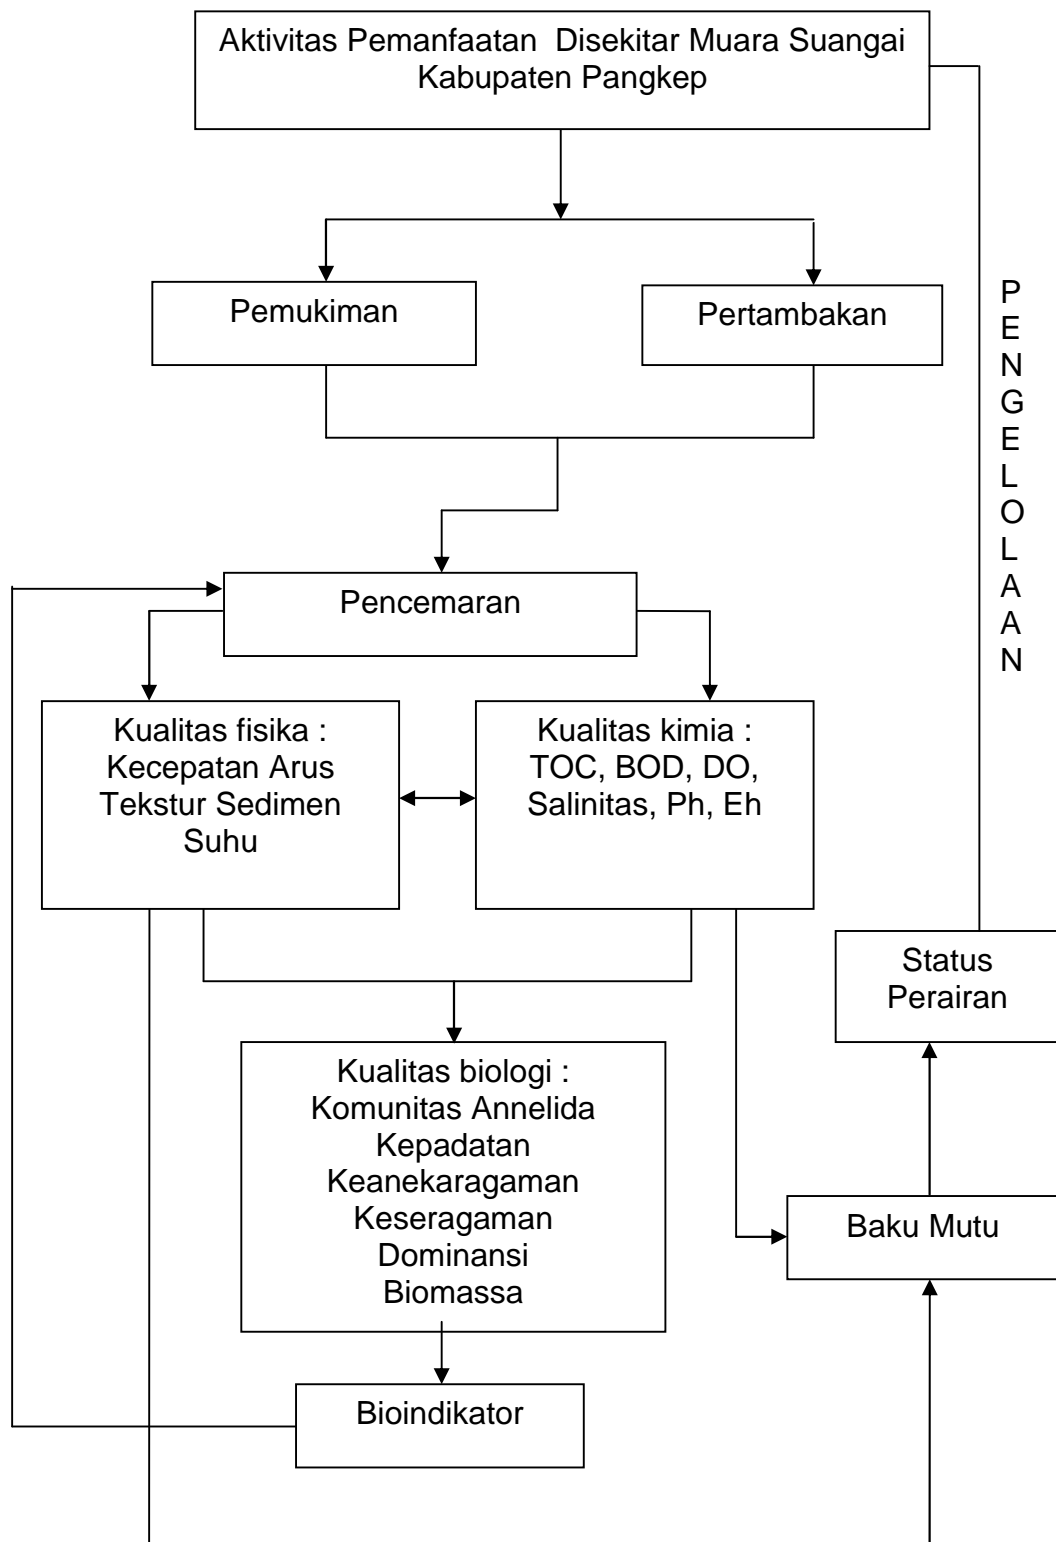 Aktivitas Pemanfaatan  Disekitar Muara Suangai
Kabupaten Pangkep
Pemukiman
Pertambakan
P
E
N
G
E
L
O
L
A
A
N
Pencemaran
Kualitas fisika :
Kecepatan Arus
Tekstur Sedimen
Suhu
Kualitas kimia :
TOC, BOD, DO,
Salinitas, Ph, Eh
Status
Perairan
Kualitas biologi :
Komunitas Annelida
Kepadatan
Keanekaragaman
Keseragaman
Dominansi
Biomassa
Baku Mutu
Bioindikator